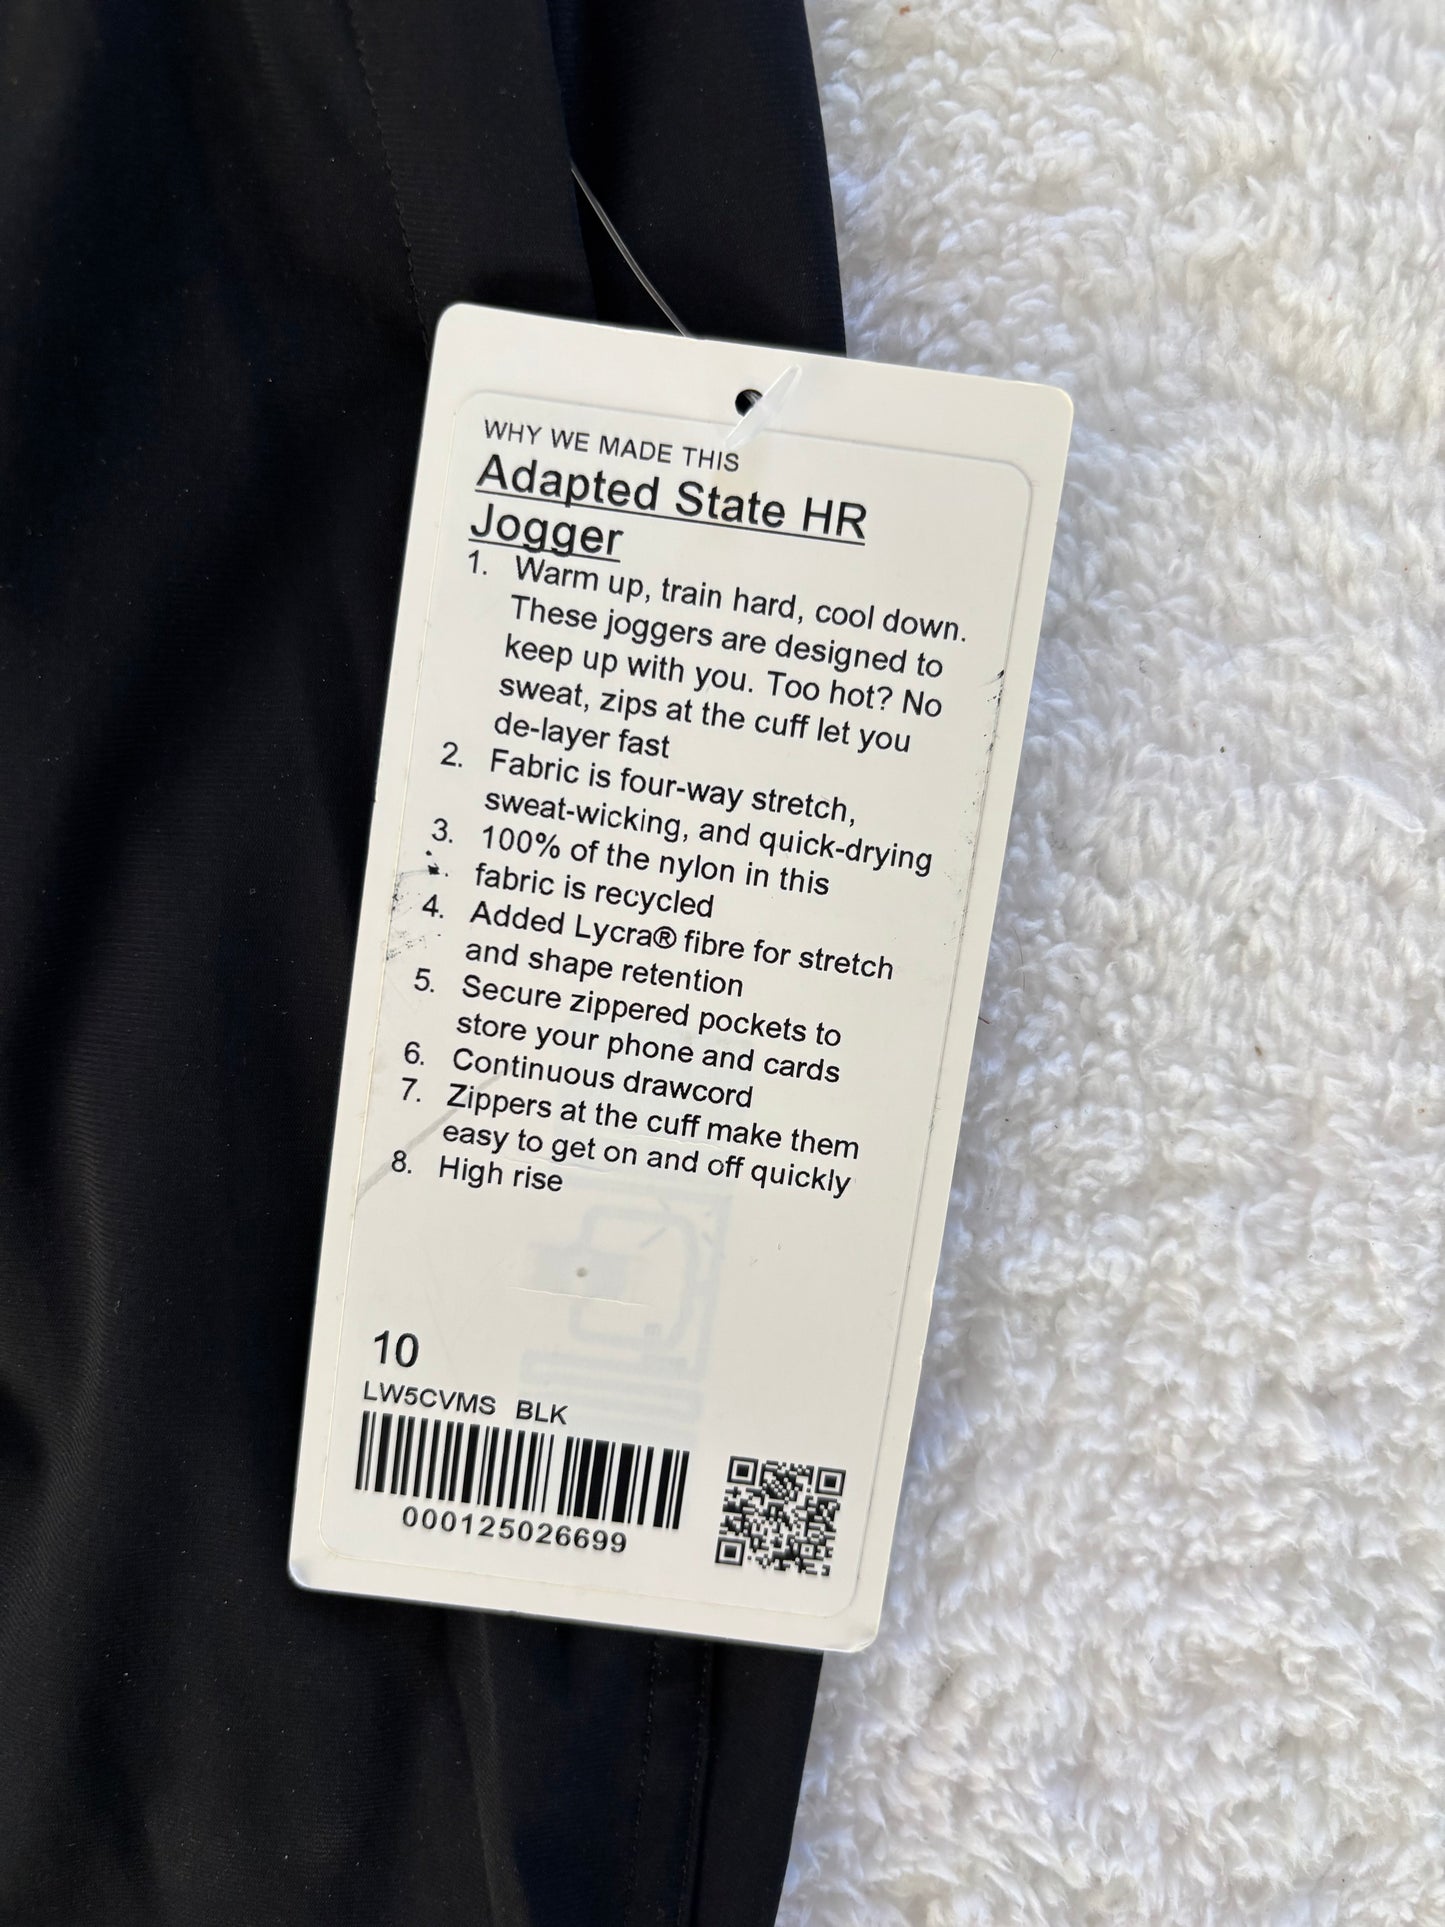 WHY WE MADE THIS
Adapted State HR
Jogger
1. Warm up, train hard, cool down.
These joggers are designed to
keep up with you. Too hot? No
sweat, zips at the cuff let you
de-layer fast
2. Fabric is four-way stretch,
sweat-wicking, and quick-drying
3. 100% of the nylon in this
fabric is recycled
4. Added Lycra® fibre for stretch
and shape retention
5. Secure zippered pockets to
store your phone and cards
6. Continuous drawcord
7. Zippers at the cuff make them
easy to get on and off quickly
8. High rise
10
LW5CVMS BLK
000125026699